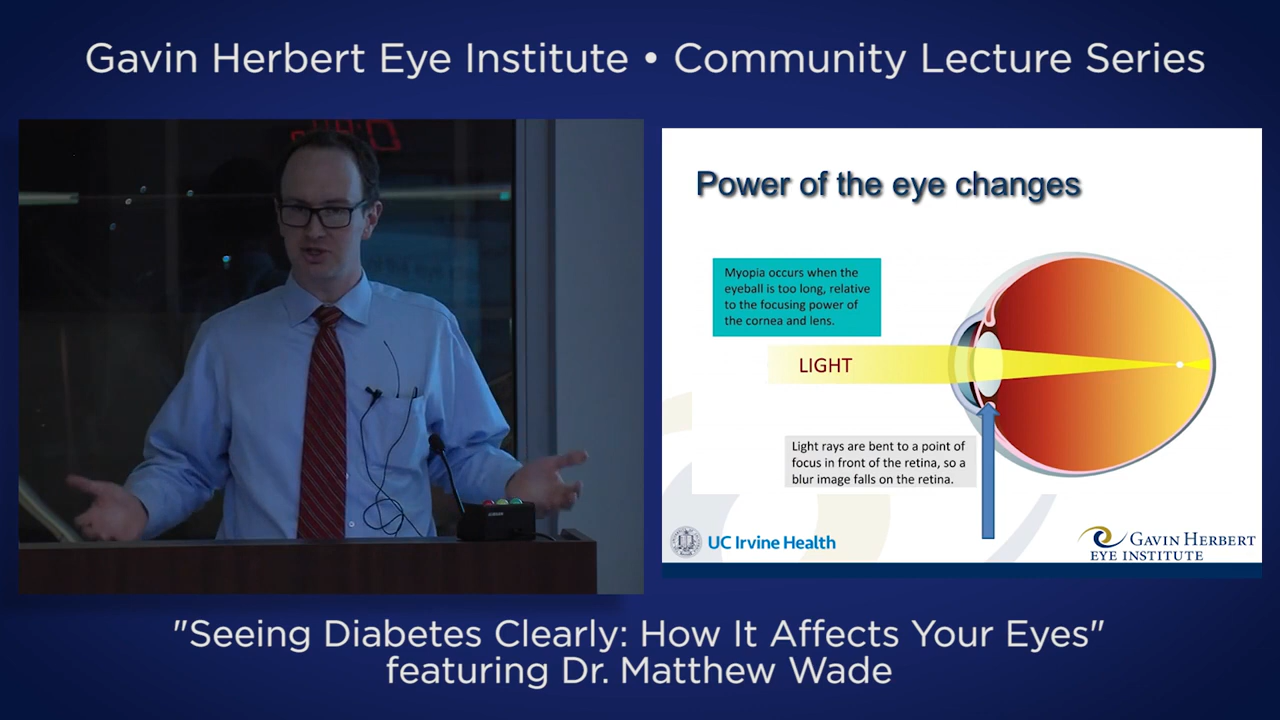 Gavin Herbert Eye Institute • Community Lecture Series
Power of the eye changes
Myopia occurs when the
eyeball is too long, relative
to the focusing power of
the cornea and lens.
LIGHT
Light rays are bent to a point of
focus in front of the retina, so a
blur image falls on the retina.
UC Irvine Health
GAVIN HERBERT
EYE INSTITUTE
"Seeing Diabetes Clearly: How It Affects Your Eyes"
featuring Dr. Matthew Wade